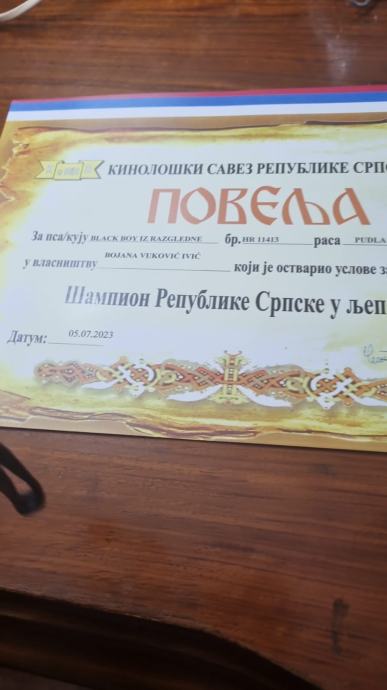 КИНОЛОШКИ САВЕЗ РЕПУБЛИКЕ СРПС
ПОВЕЉА
За пса/кују BLACK BOY IZ RAZGLEDNE бр. HR 11413 раса PUDLA
у власништву BOJANA VUKOVIĆ IVIĆ који је остварио услове за
Шампион Републике Српске у љеп
Датум: 05.07.2023